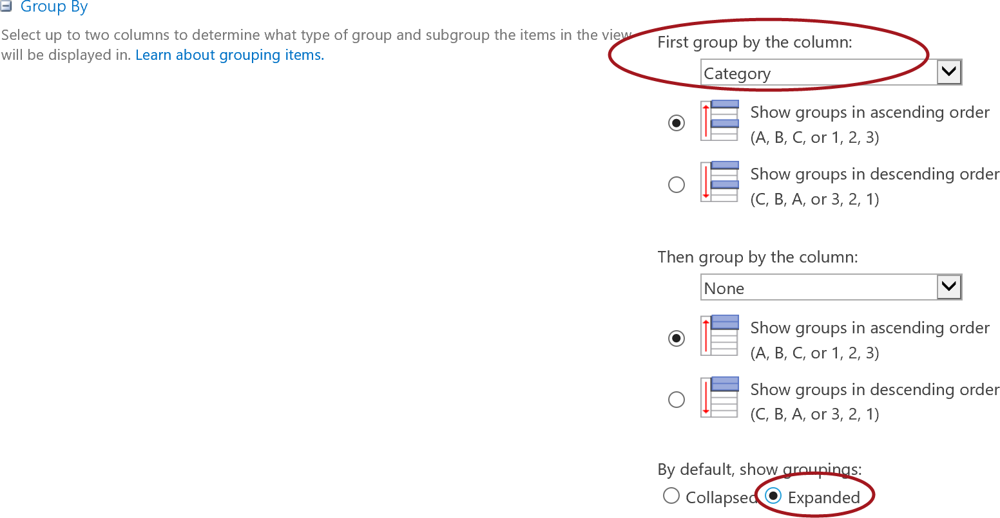 Group By
Select up to two columns to determine what type of group and subgroup the items in the view
will be displayed in. Learn about grouping items.
First group by the column:
Category
Show groups in ascending order
(A, B, C, or 1, 2, 3)
Show groups in descending order
(C, B, A, or 3, 2, 1)
Then group by the column:
None
Show groups in ascending order
(A, B, C, or 1, 2, 3)
Show groups in descending order
(C, B, A, or 3, 2, 1)
By default, show groupings:
Collapsed Expanded